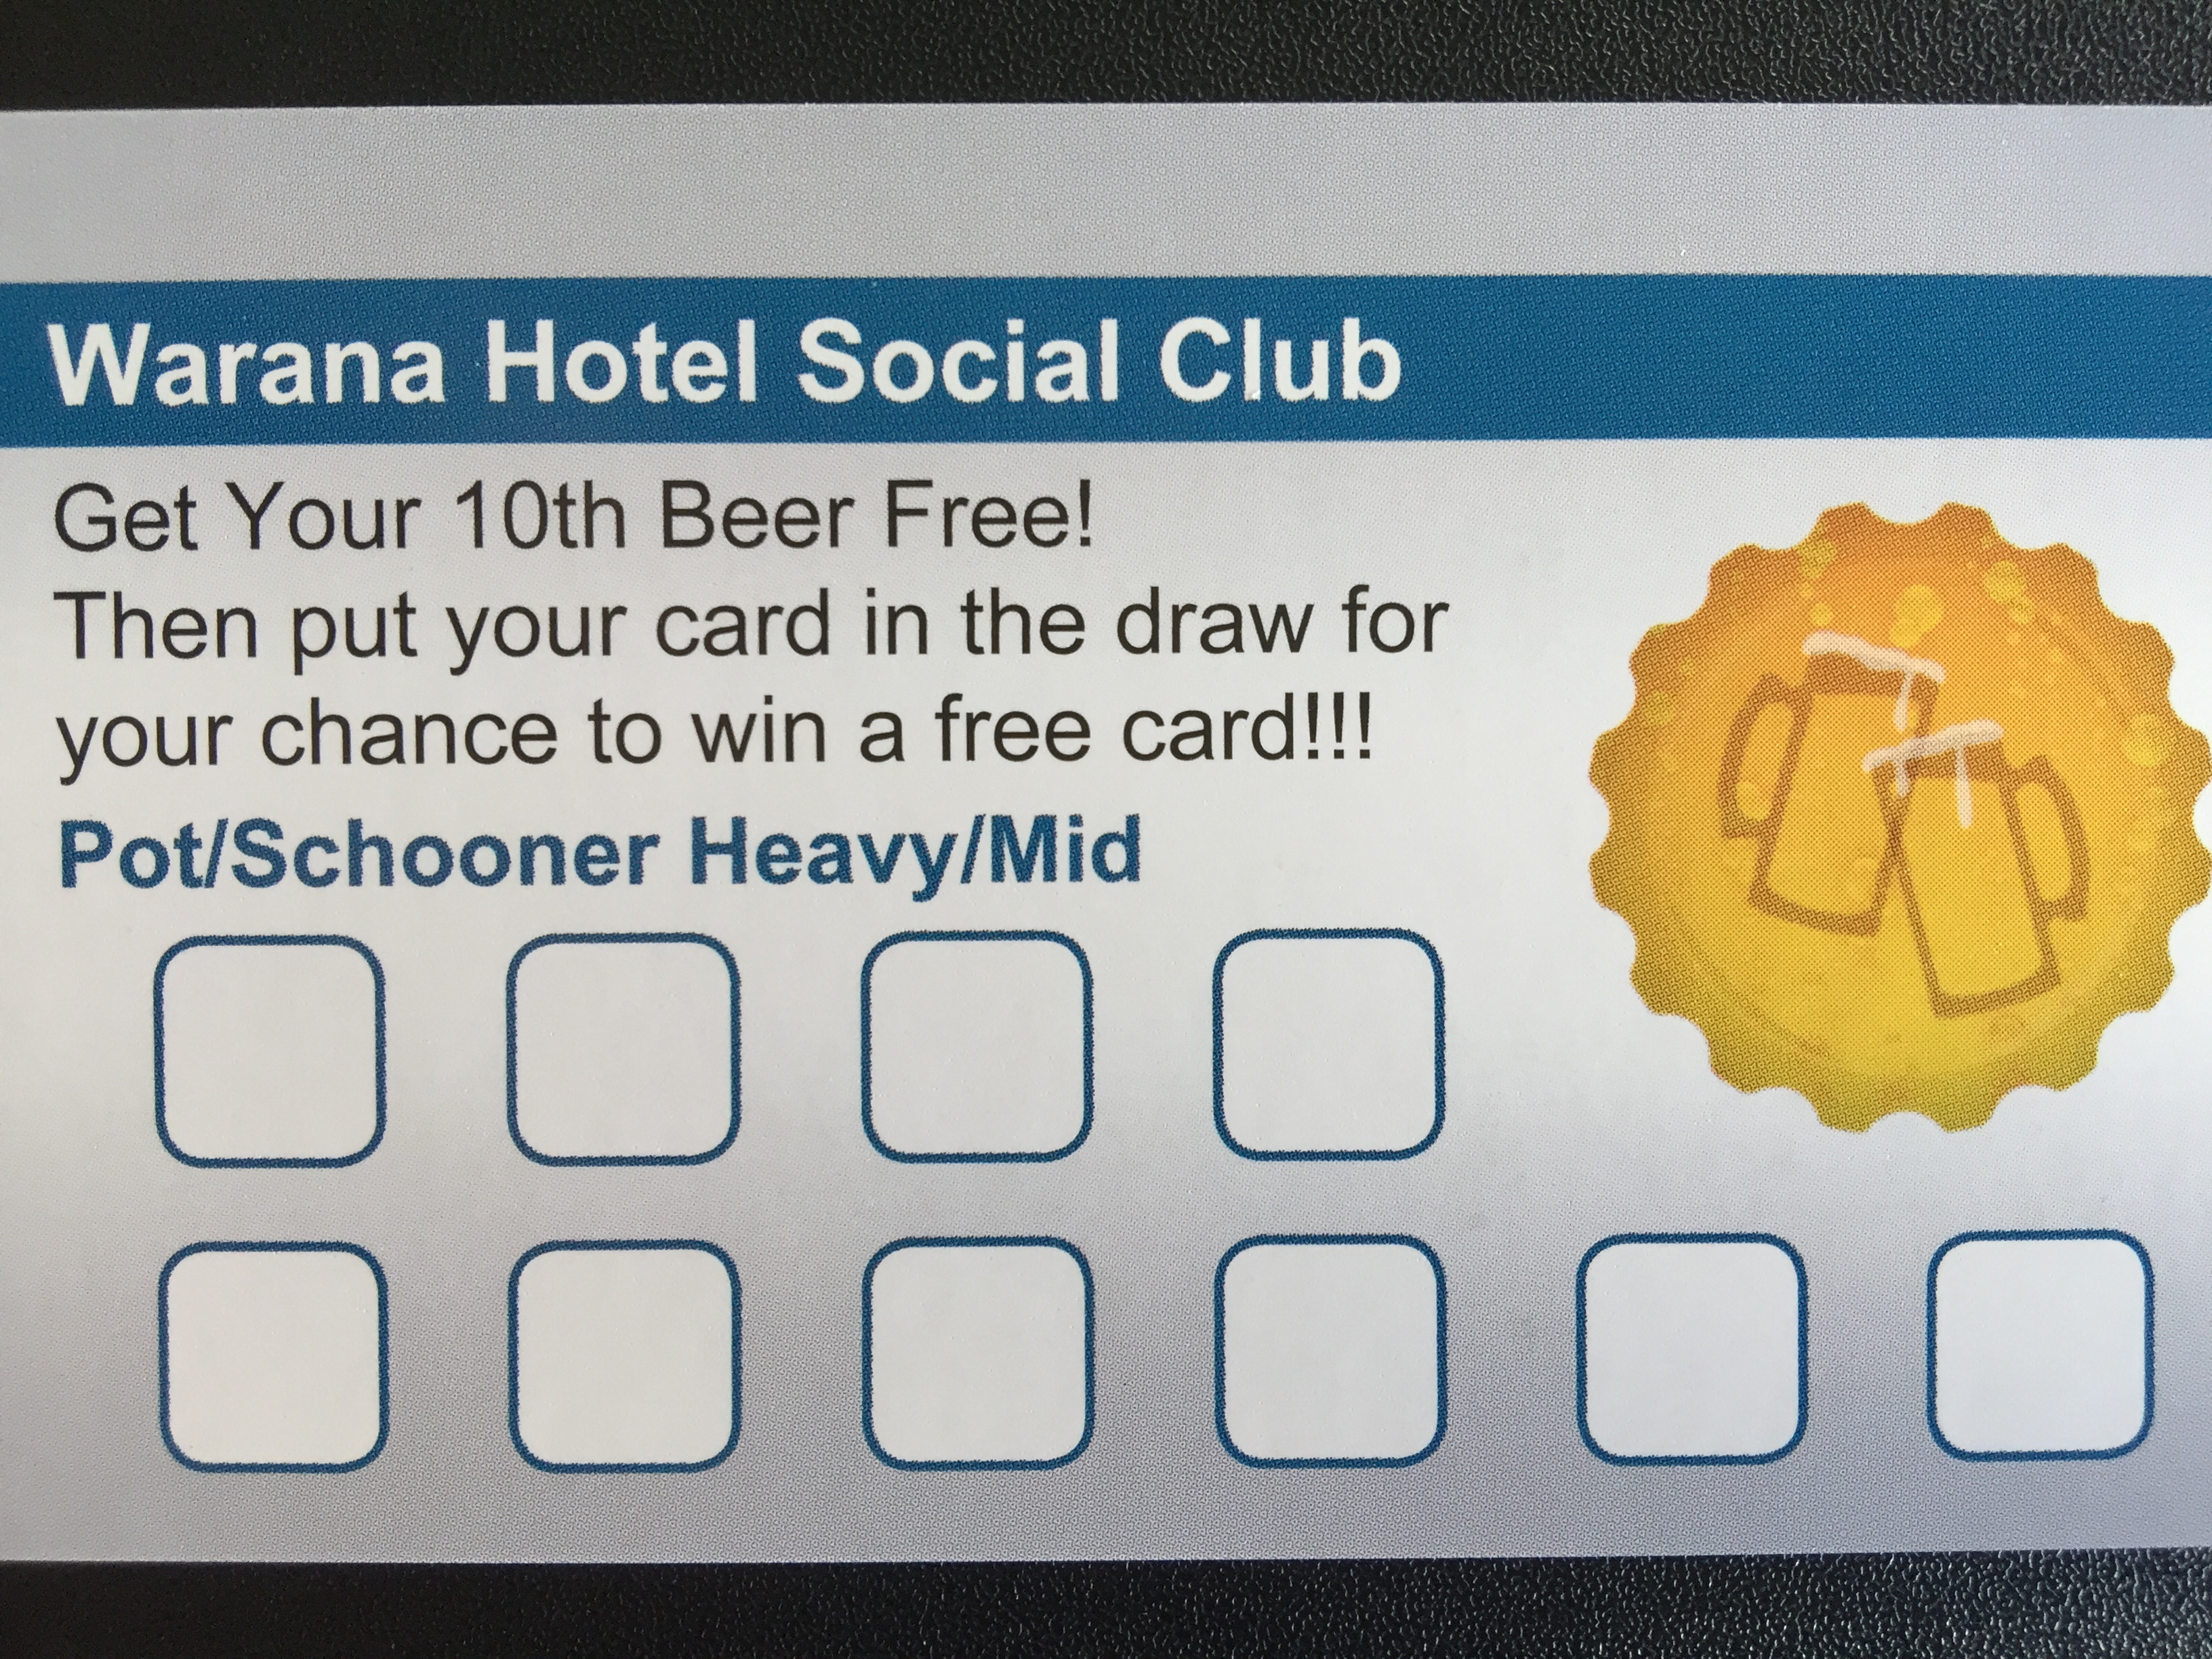 Warana Hotel Social Club
Get Your 10th Beer Free!
Then put your card in the draw for
your chance to win a free card!!!
Pot/Schooner Heavy/Mid